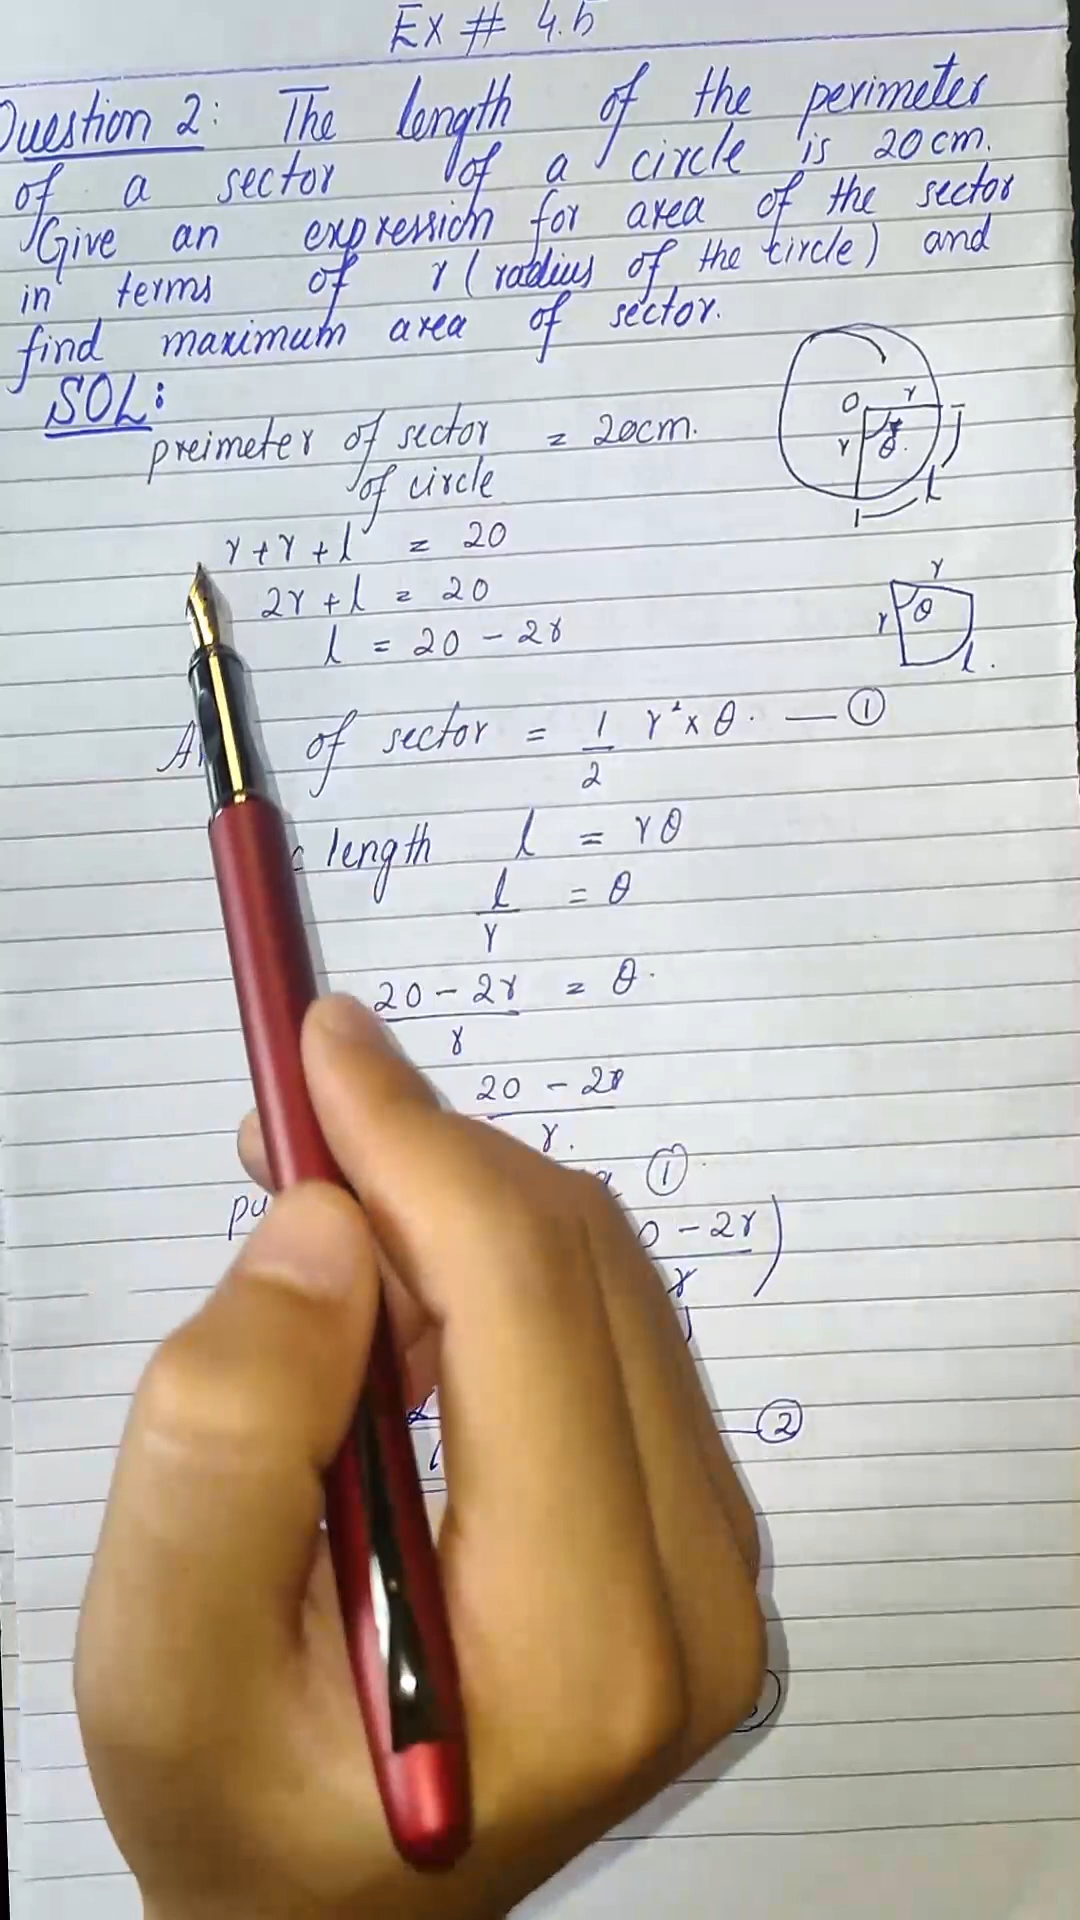 Ex # 4.5
Question 2: The length of the perimeter
of a sector of a circle is 20cm.
Give an expression for area of the sector
in terms of r (radius of the circle) and
find maximum area of sector.
SOL:
preimeter of sector = 20cm.
of circle
O r
r θ.
l
r + r + l = 20
2r + l = 20
l = 20 - 2r
r
r θ
l.
of sector = 1/2 r² × θ. — ①
length l = rθ
l/r = θ
20 - 2r / r = θ.
20 - 2r / r.
①.
- 2r / r )
②